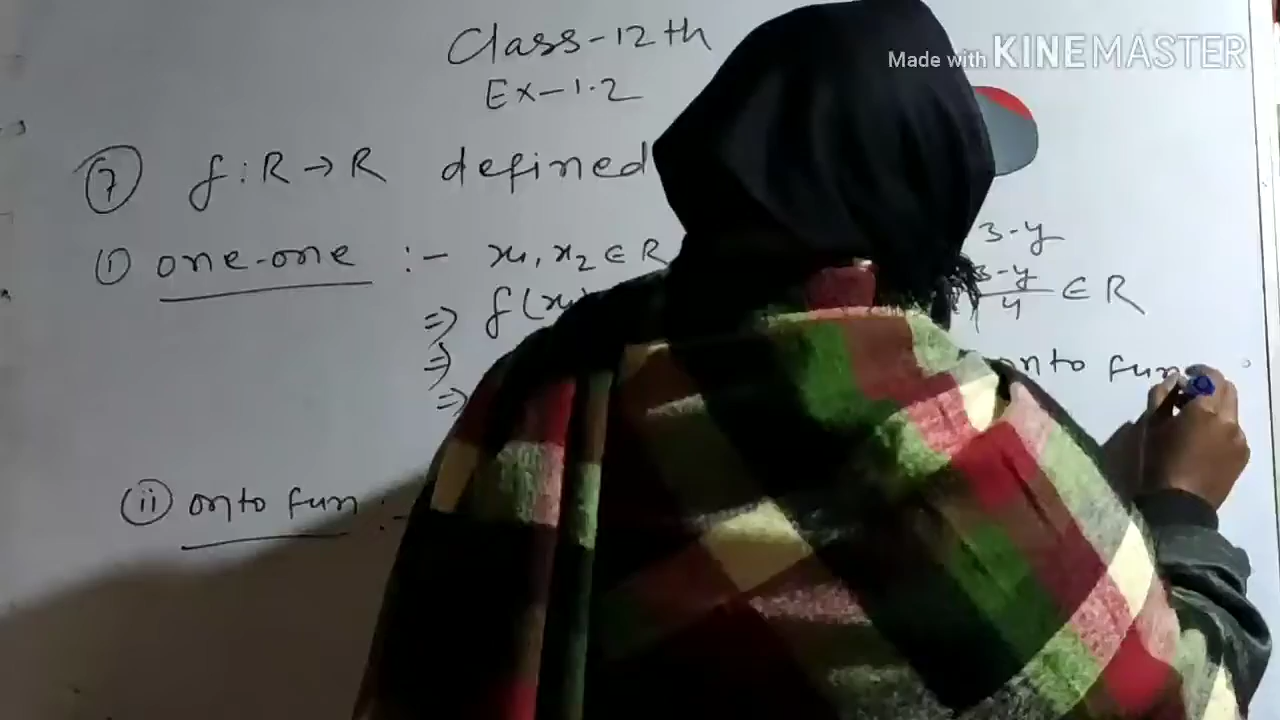 Class-12th
Made with KINEMASTER
Ex-1.2
⑦ f:R→R defined
① one-one :- x₁, x₂ ∈ R
3-y
⇒ f(x₁)
3-y/4 ∈ R
⇒
onto fun
⇒
(ii) onto fun :-